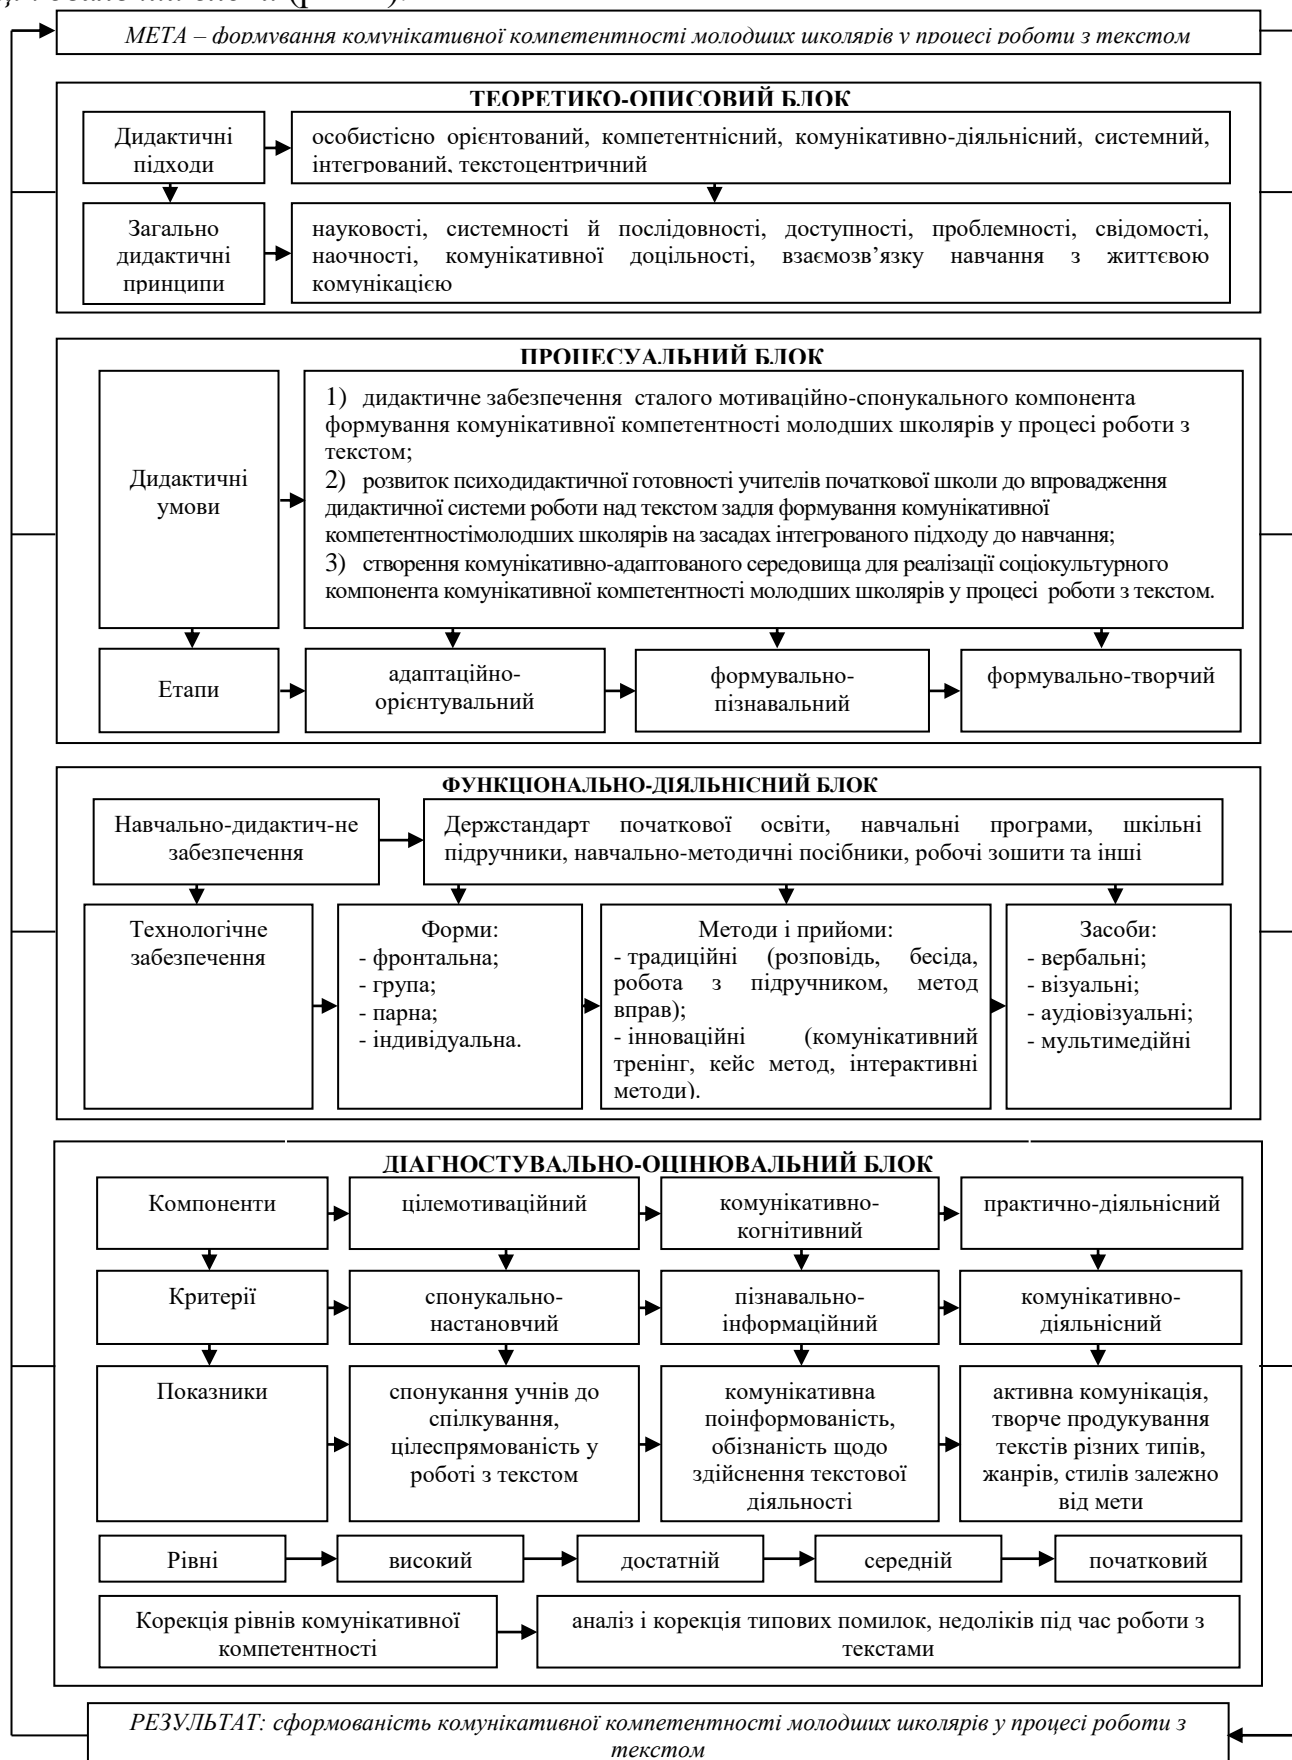 МЕТА – формування комунікативної компетентності молодших школярів у процесі роботи з текстом
ТЕОРЕТИКО-ОПИСОВИЙ БЛОК
Дидактичні
підходи
особистісно орієнтований, компетентнісний, комунікативно-діяльнісний, системний,
інтегрований, текстоцентричний
Загально
дидактичні
принципи
науковості, системності й послідовності, доступності, проблемності, свідомості,
наочності, комунікативної доцільності, взаємозв’язку навчання з життєвою
комунікацією
ПРОЦЕСУАЛЬНИЙ БЛОК
Дидактичні
умови
1) дидактичне забезпечення сталого мотиваційно-спонукального компонента
формування комунікативної компетентності молодших школярів у процесі роботи з
текстом;
2) розвиток психодидактичної готовності учителів початкової школи до впровадження
дидактичної системи роботи над текстом задля формування комунікативної
компетентностімолодших школярів на засадах інтегрованого підходу до навчання;
3) створення комунікативно-адаптованого середовища для реалізації соціокультурного
компонента комунікативної компетентності молодших школярів у процесі роботи з текстом.
Етапи
адаптаційно-
орієнтувальний
формувально-
пізнавальний
формувально-творчий
ФУНКЦІОНАЛЬНО-ДІЯЛЬНІСНИЙ БЛОК
Навчально-дидактич-не
забезпечення
Держстандарт початкової освіти, навчальні програми, шкільні
підручники, навчально-методичні посібники, робочі зошити та інші
Технологічне
забезпечення
Форми:
- фронтальна;
- група;
- парна;
- індивідуальна.
Методи і прийоми:
- традиційні (розповідь, бесіда,
робота з підручником, метод
вправ);
- інноваційні (комунікативний
тренінг, кейс метод, інтерактивні
методи).
Засоби:
- вербальні;
- візуальні;
- аудіовізуальні;
- мультимедійні
ДІАГНОСТУВАЛЬНО-ОЦІНЮВАЛЬНИЙ БЛОК
Компоненти
цілемотиваційний
комунікативно-
когнітивний
практично-діяльнісний
Критерії
спонукально-
настановчий
пізнавально-
інформаційний
комунікативно-
діяльнісний
Показники
спонукання учнів до
спілкування,
цілеспрямованість у
роботі з текстом
комунікативна
поінформованість,
обізнаність щодо
здійснення текстової
діяльності
активна комунікація,
творче продукування
текстів різних типів,
жанрів, стилів залежно
від мети
Рівні
високий
достатній
середній
початковий
Корекція рівнів комунікативної
компетентності
аналіз і корекція типових помилок, недоліків під час роботи з
текстами
РЕЗУЛЬТАТ: сформованість комунікативної компетентності молодших школярів у процесі роботи з
текстом